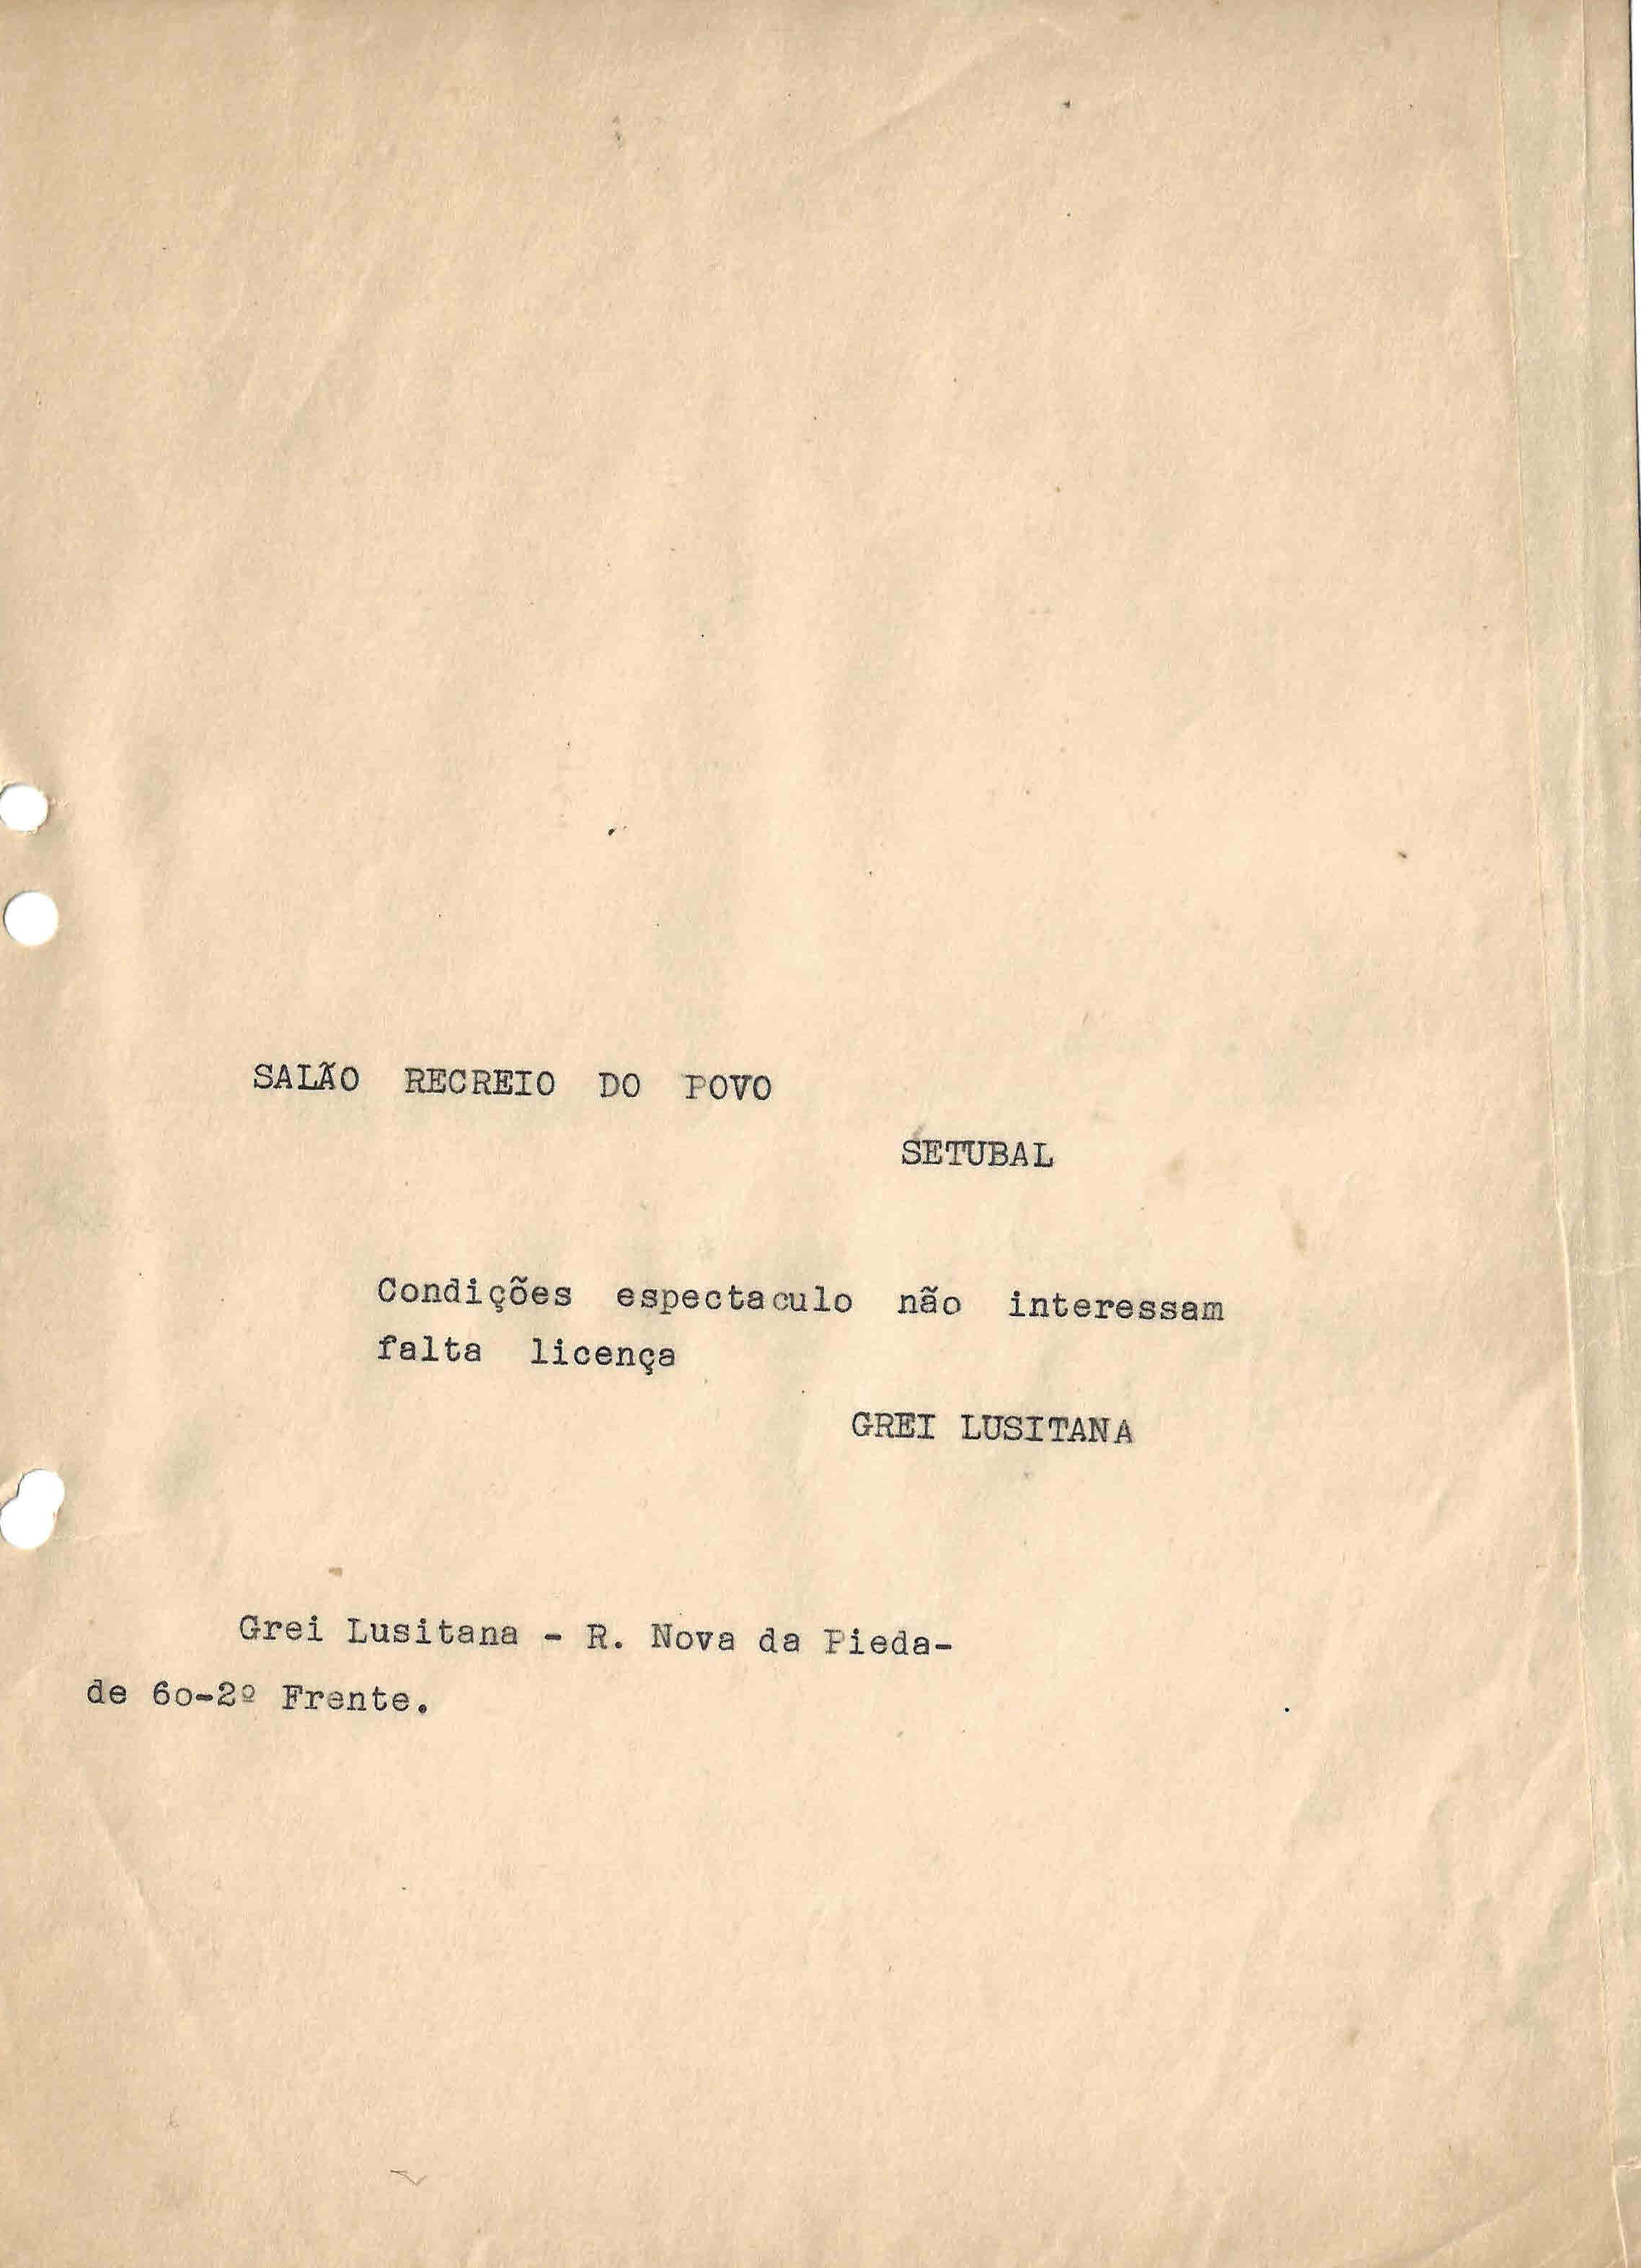 SALÃO RECREIO DO POVO
SETUBAL
Condições espectaculo não interessam
falta licença
GREI LUSITANA
Grei Lusitana - R. Nova da Pieda-
de 6o-2º Frente.